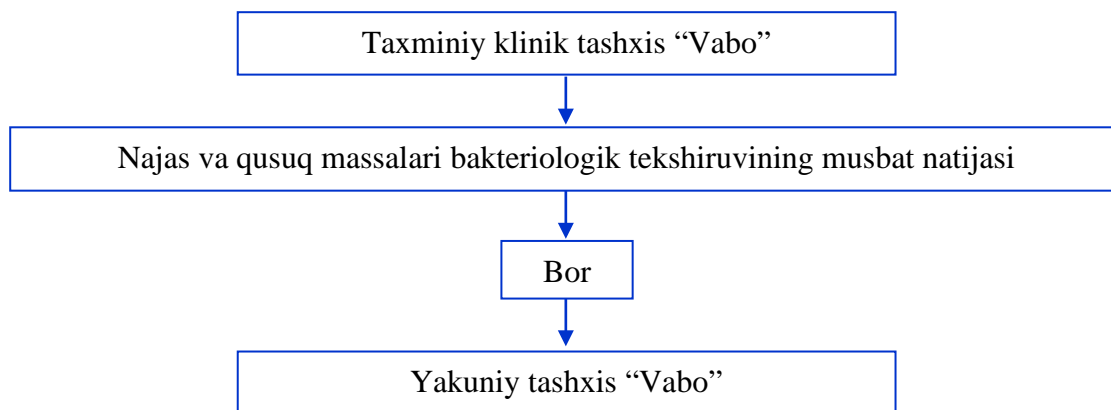 Taxminiy klinik tashxis “Vabo”
Najas va qusuq massalari bakteriologik tekshiruvining musbat natijasi
Bor
Yakuniy tashxis “Vabo”